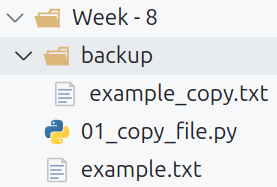 Week - 8
backup
example_copy.txt
01_copy_file.py
example.txt